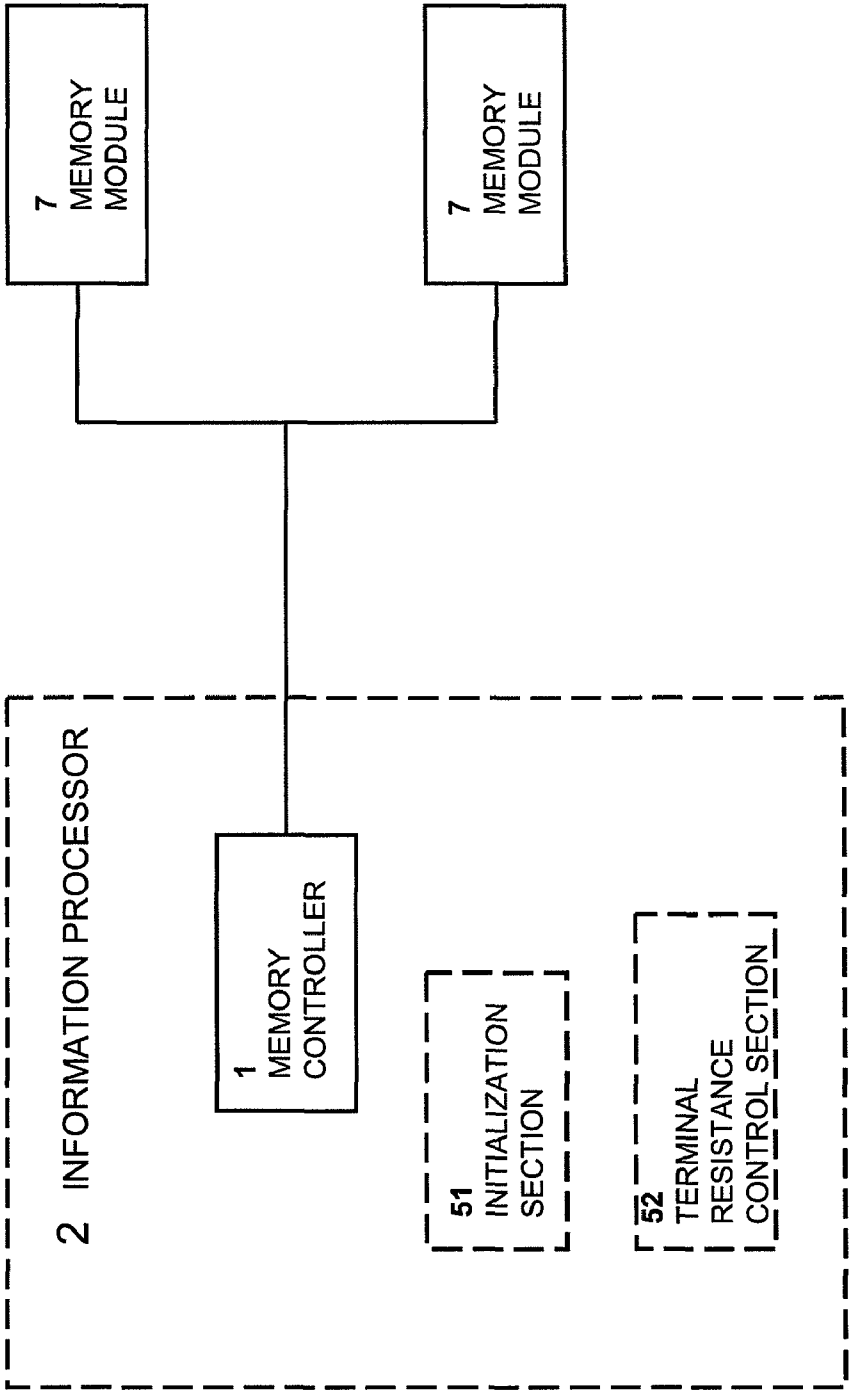 2 INFORMATION PROCESSOR
1
MEMORY
CONTROLLER
51
INITIALIZATION
SECTION
52
TERMINAL
RESISTANCE
CONTROL SECTION
7
MEMORY
MODULE
7
MEMORY
MODULE